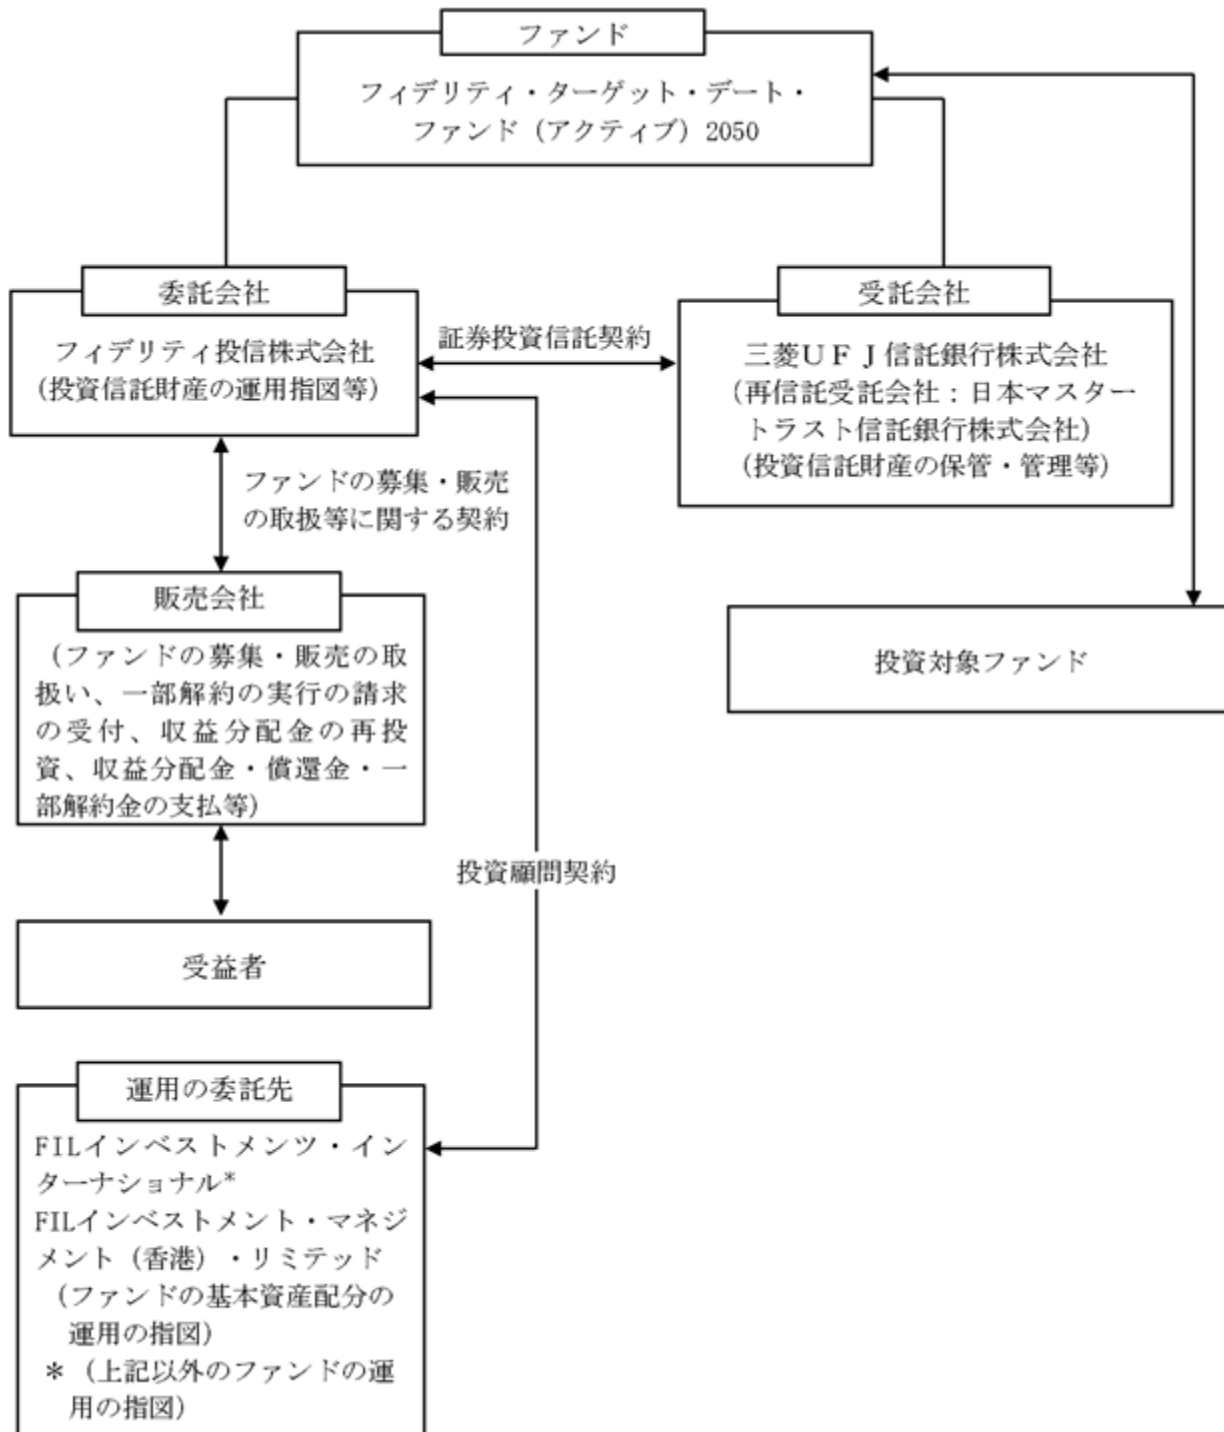 ファンド
フィデリティ・ターゲット・デート・
ファンド（アクティブ）2050
委託会社
フィデリティ投信株式会社
（投資信託財産の運用指図等）
証券投資信託契約
受託会社
三菱ＵＦＪ信託銀行株式会社
（再信託受託会社：日本マスター
トラスト信託銀行株式会社）
（投資信託財産の保管・管理等）
ファンドの募集・販売
の取扱等に関する契約
販売会社
（ファンドの募集・販売の取
扱い、一部解約の実行の請求
の受付、収益分配金の再投
資、収益分配金・償還金・一
部解約金の支払等）
投資対象ファンド
投資顧問契約
受益者
運用の委託先
FILインベストメンツ・イン
ターナショナル*
FILインベストメント・マネジ
メント（香港）・リミテッド
（ファンドの基本資産配分の
運用の指図）
＊（上記以外のファンドの運
用の指図）